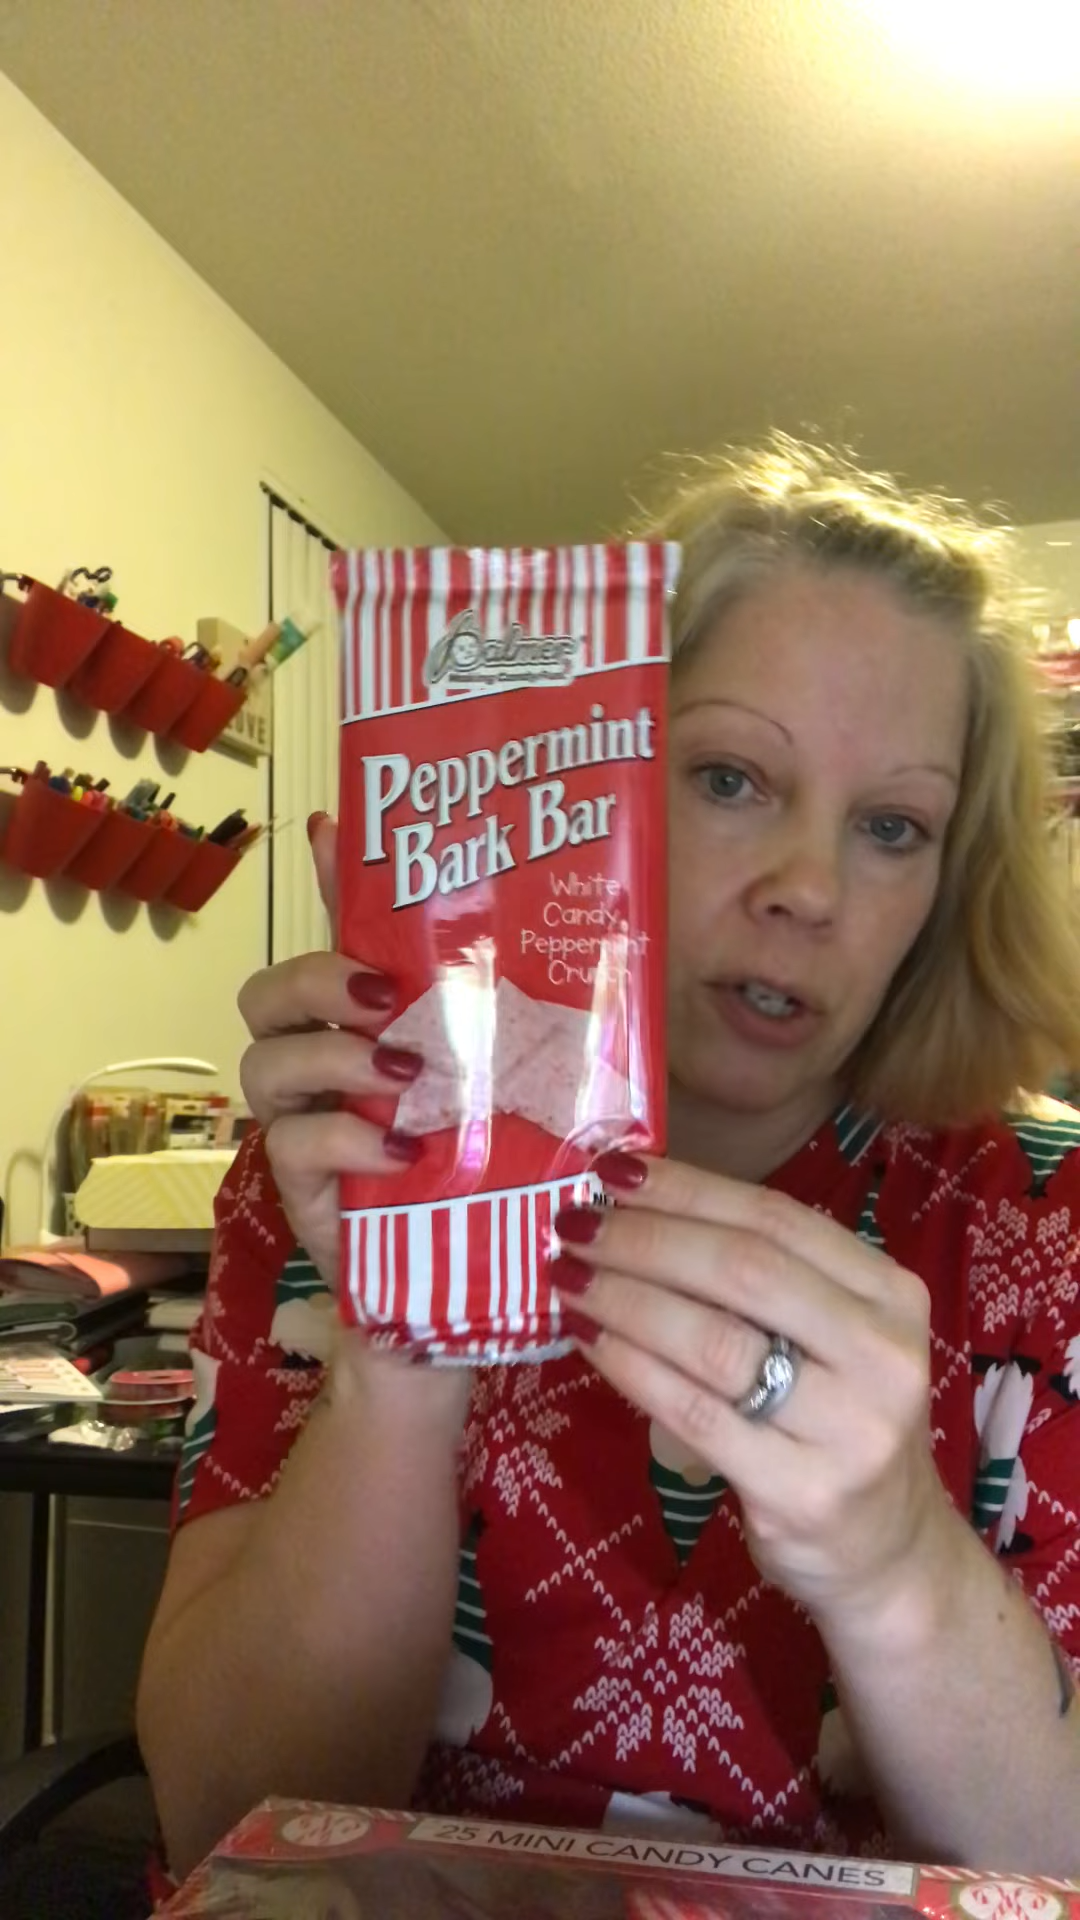 Palmer
Peppermint
Bark Bar
White
Candy,
Peppermint
Crunch
25 MINI CANDY CANES